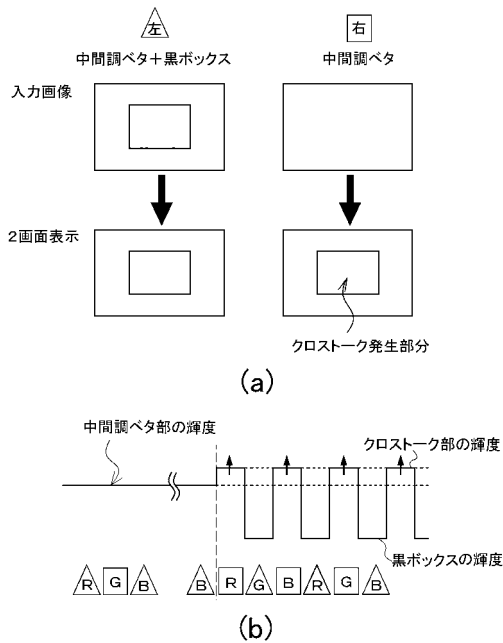 左 右
中間調ベタ+黒ボックス 中間調ベタ
入力画像
2画面表示
クロストーク発生部分
(a)
中間調ベタ部の輝度
クロストーク部の輝度
黒ボックスの輝度
R G B B R G B R G B
(b)